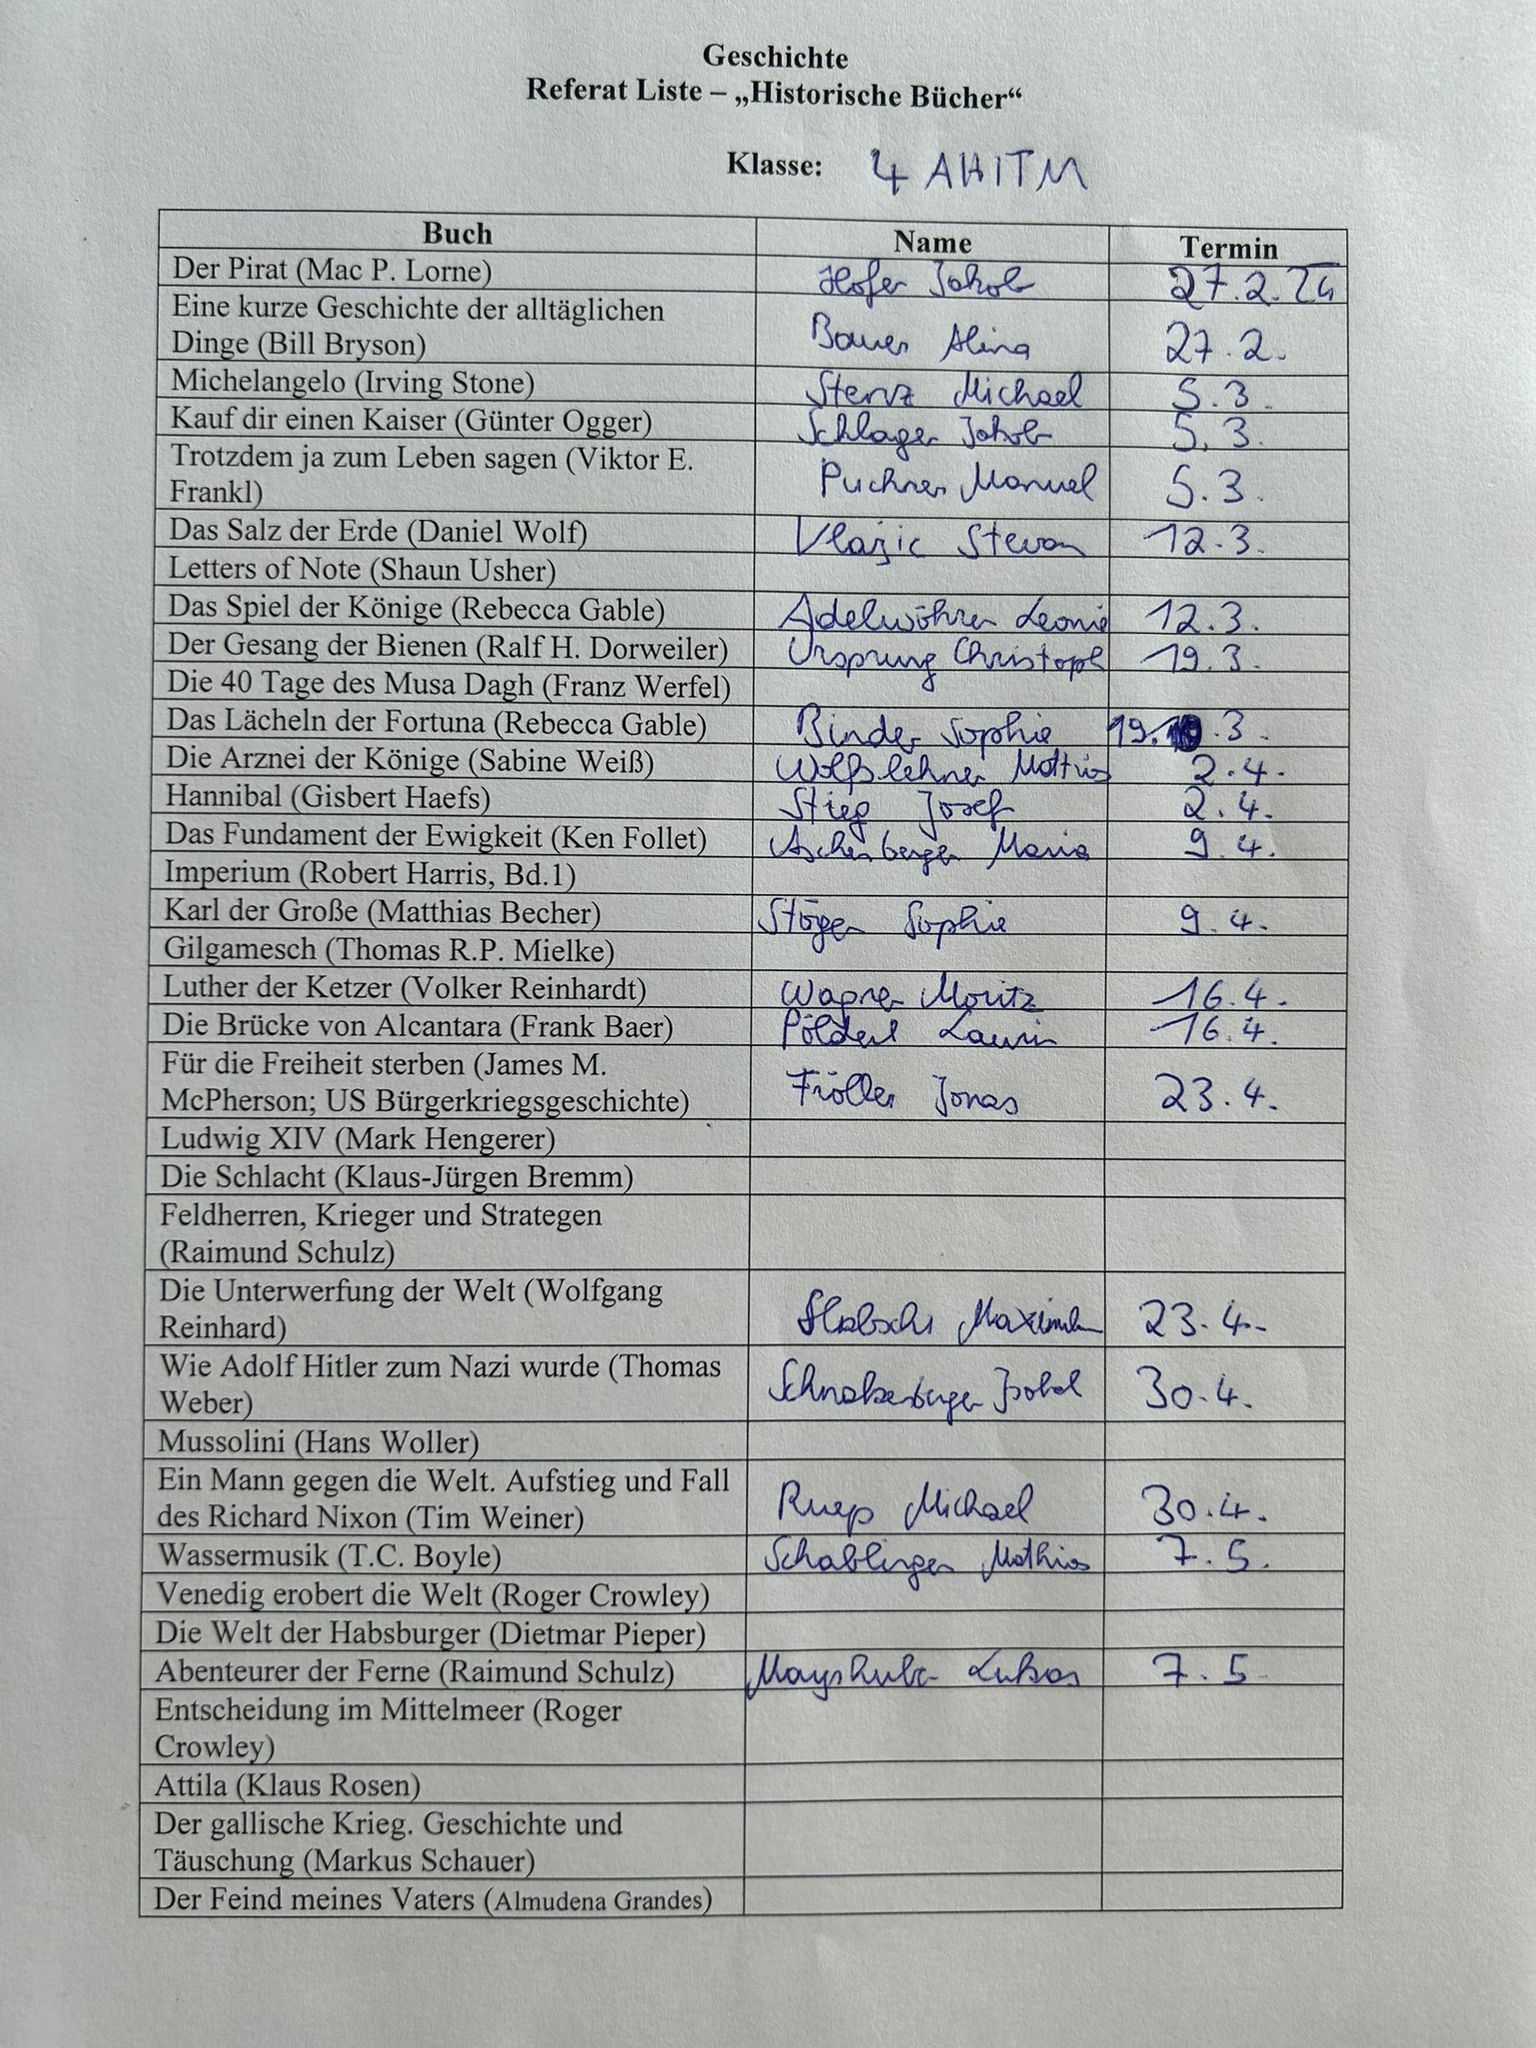 Geschichte
Referat Liste – „Historische Bücher“
Klasse: 4 AHITM
Buch Name Termin
Der Pirat (Mac P. Lorne) Hofer Jakob 27.2.24
Eine kurze Geschichte der alltäglichen
Dinge (Bill Bryson) Bauer Alina 27.2.
Michelangelo (Irving Stone) Stenz Michael 5.3.
Kauf dir einen Kaiser (Günter Ogger) Schlager Jakob 5.3.
Trotzdem ja zum Leben sagen (Viktor E.
Frankl) Puchner Manuel 5.3.
Das Salz der Erde (Daniel Wolf) Vlazic Stevan 12.3.
Letters of Note (Shaun Usher)
Das Spiel der Könige (Rebecca Gable) Adelwöhrer Leonie 12.3.
Der Gesang der Bienen (Ralf H. Dorweiler) Ursprung Christoph 19.3.
Die 40 Tage des Musa Dagh (Franz Werfel)
Das Lächeln der Fortuna (Rebecca Gable) Binder Sophie 19. 3.
Die Arznei der Könige (Sabine Weiß) Wolfslehner Mathias 2.4.
Hannibal (Gisbert Haefs) Stieg Josef 2.4.
Das Fundament der Ewigkeit (Ken Follet) Aschenberger Maria 9.4.
Imperium (Robert Harris, Bd.1)
Karl der Große (Matthias Becher) Stöger Sophie 9.4.
Gilgamesch (Thomas R.P. Mielke)
Luther der Ketzer (Volker Reinhardt) Wagner Moritz 16.4.
Die Brücke von Alcantara (Frank Baer) Pölderl Laurin 16.4.
Für die Freiheit sterben (James M.
McPherson; US Bürgerkriegsgeschichte) Jonas 23.4.
Ludwig XIV (Mark Hengerer)
Die Schlacht (Klaus-Jürgen Bremm)
Feldherren, Krieger und Strategen
(Raimund Schulz)
Die Unterwerfung der Welt (Wolfgang
Reinhard) 23.4.
Wie Adolf Hitler zum Nazi wurde (Thomas
Weber) 30.4.
Mussolini (Hans Woller)
Ein Mann gegen die Welt. Aufstieg und Fall
des Richard Nixon (Tim Weiner) Ruep Michael 30.4.
Wassermusik (T.C. Boyle) Schablinger Mathias 7.5.
Venedig erobert die Welt (Roger Crowley)
Die Welt der Habsburger (Dietmar Pieper)
Abenteurer der Ferne (Raimund Schulz) Lukas 7.5
Entscheidung im Mittelmeer (Roger
Crowley)
Attila (Klaus Rosen)
Der gallische Krieg. Geschichte und
Täuschung (Markus Schauer)
Der Feind meines Vaters (Almudena Grandes)